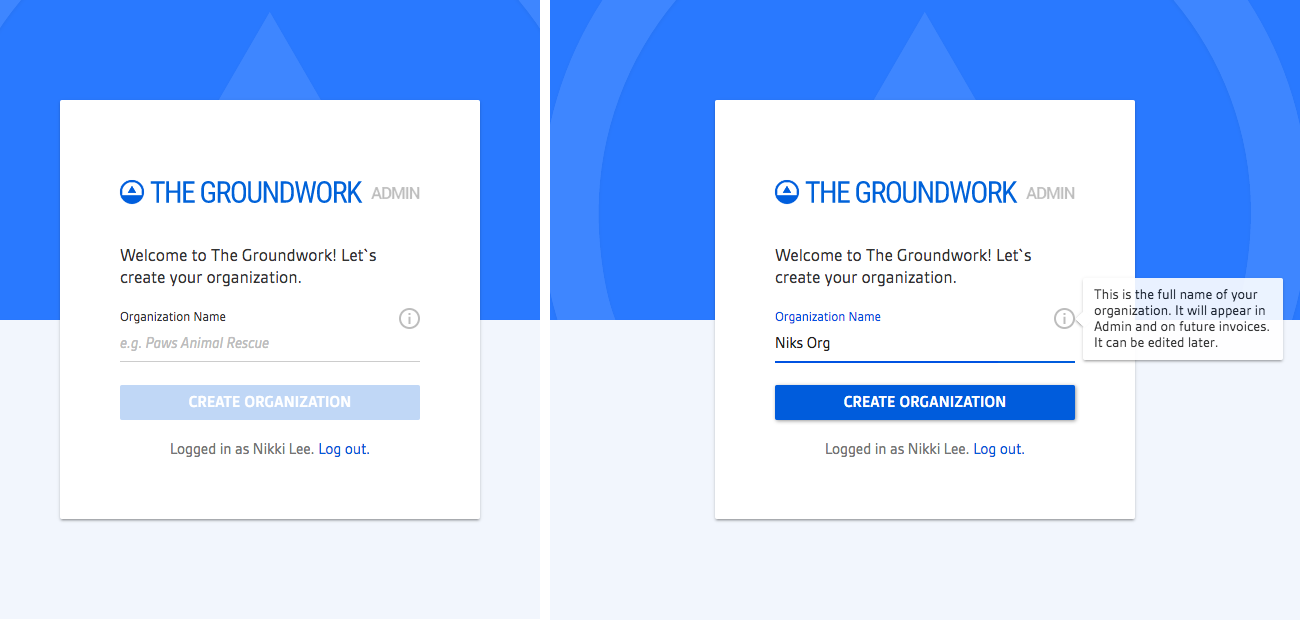 THE GROUNDWORK ADMIN
Welcome to The Groundwork! Let`s
create your organization.
Organization Name
e.g. Paws Animal Rescue
CREATE ORGANIZATION
Logged in as Nikki Lee. Log out.
THE GROUNDWORK ADMIN
Welcome to The Groundwork! Let`s
create your organization.
Organization Name
Niks Org
This is the full name of your
organization. It will appear in
Admin and on future invoices.
It can be edited later.
CREATE ORGANIZATION
Logged in as Nikki Lee. Log out.